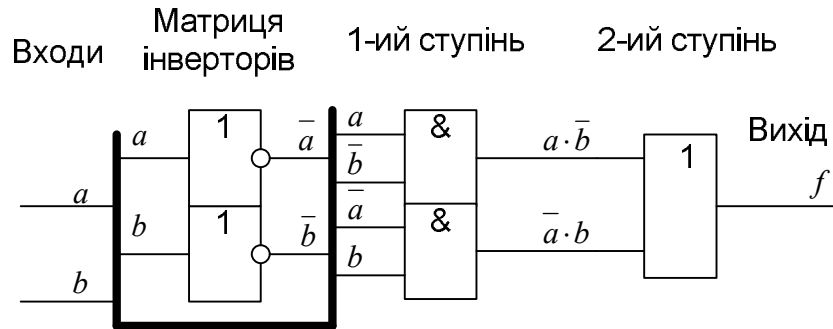 Входи
Матриця
інверторів
1-ий ступінь
2-ий ступінь
Вихід
a
b
a
b
1
1
a̅
b̅
a
b̅
a̅
b
&
&
a·b̅
a̅·b
1
f